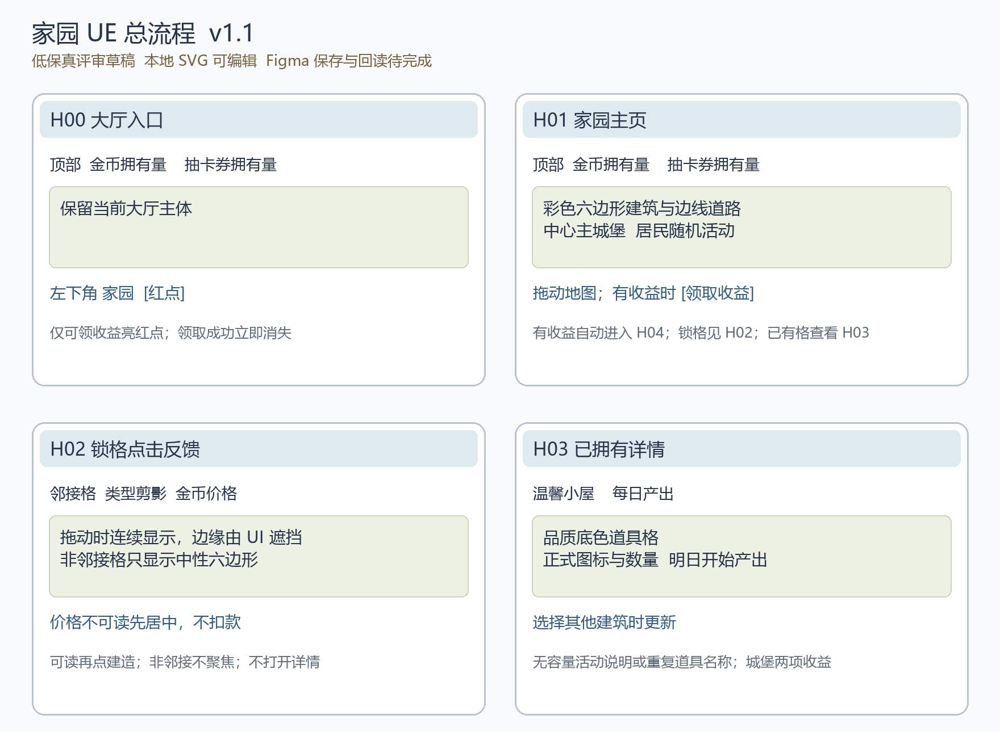 家园 UE 总流程 v1.1
低保真评审草稿 本地 SVG 可编辑 Figma 保存与回读待完成
H00 大厅入口
顶部 金币拥有量 抽卡券拥有量
保留当前大厅主体
左下角 家园 [红点]
仅可领收益亮红点；领取成功立即消失
H01 家园主页
顶部 金币拥有量 抽卡券拥有量
彩色六边形建筑与边线道路
中心主城堡 居民随机活动
拖动地图；有收益时 [领取收益]
有收益自动进入 H04；锁格见 H02；已有格查看 H03
H02 锁格点击反馈
邻接格 类型剪影 金币价格
拖动时连续显示，边缘由 UI 遮挡
非邻接格只显示中性六边形
价格不可读先居中，不扣款
可读再点建造；非邻接不聚焦；不打开详情
H03 已拥有详情
温馨小屋 每日产出
品质底色道具格
正式图标与数量 明日开始产出
选择其他建筑时更新
无容量活动说明或重复道具名称；城堡两项收益